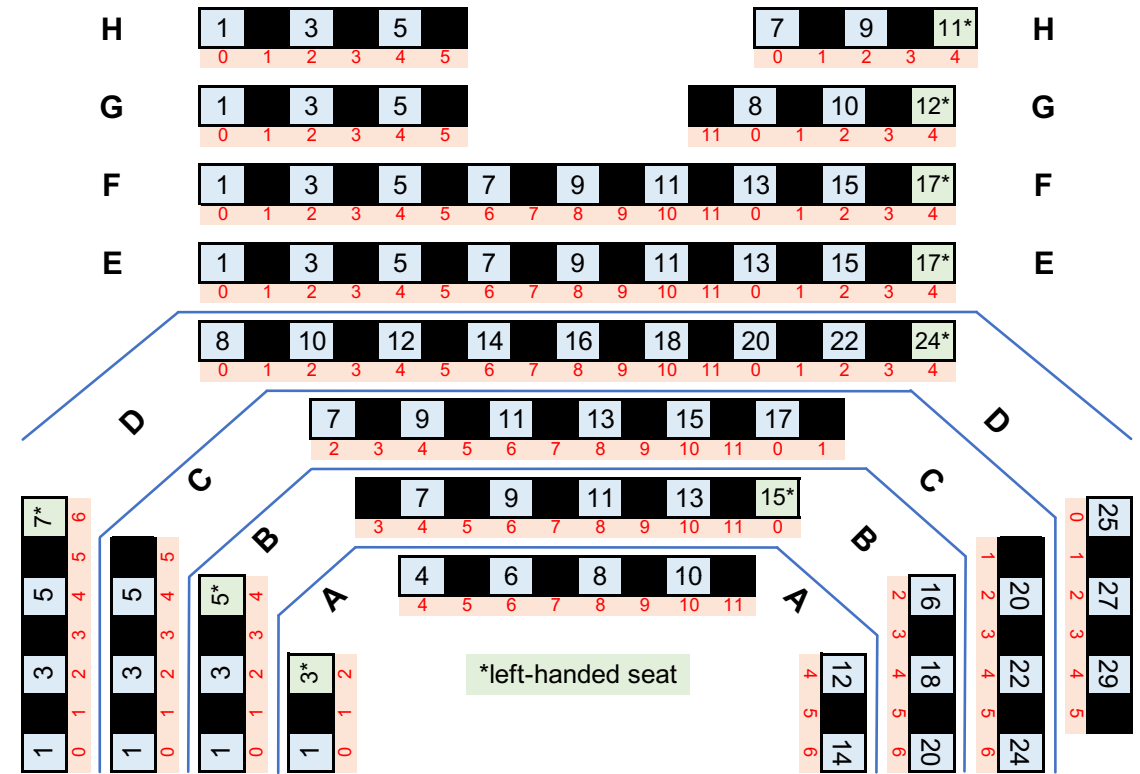 H 1 3 5 7 9 11* H
0 1 2 3 4 5 0 1 2 3 4
G 1 3 5 8 10 12* G
0 1 2 3 4 5 11 0 1 2 3 4
F 1 3 5 7 9 11 13 15 17* F
0 1 2 3 4 5 6 7 8 9 10 11 0 1 2 3 4
E 1 3 5 7 9 11 13 15 17* E
0 1 2 3 4 5 6 7 8 9 10 11 0 1 2 3 4
8 10 12 14 16 18 20 22 24*
0 1 2 3 4 5 6 7 8 9 10 11 0 1 2 3 4
D D
7 9 11 13 15 17
2 3 4 5 6 7 8 9 10 11 0 1
C C
7 9 11 13 15*
3 4 5 6 7 8 9 10 11 0
B B
4 6 8 10
4 5 6 7 8 9 10 11
A A
1 3 5 7*
0 1 2 3 4 5 6
1 3 5
0 1 2 3 4 5
1 3 5*
0 1 2 3 4
1 3*
0 1 2
*left-handed seat
12 14
4 5 6
16 18 20
2 3 4 5 6
20 22 24
1 2 3 4 5 6
25 27 29
0 1 2 3 4 5